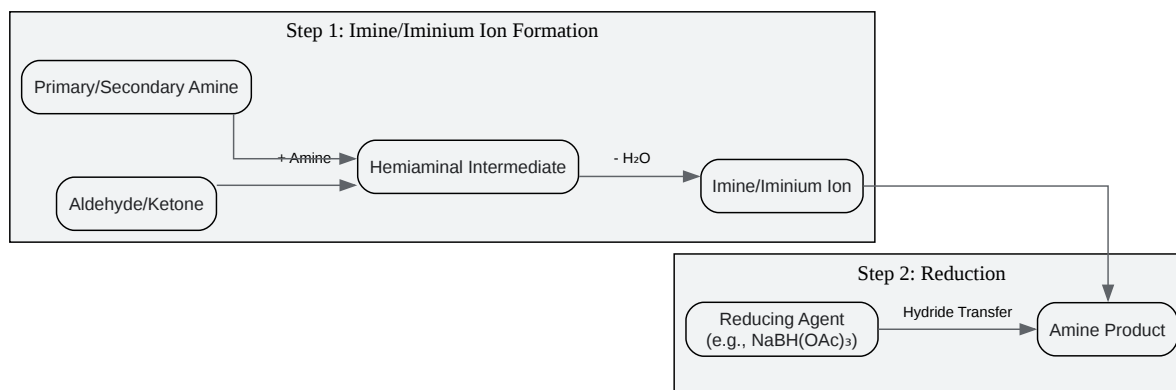 Step 1: Imine/Iminium Ion Formation
Primary/Secondary Amine
+ Amine
Hemiaminal Intermediate
- H₂O
Imine/Iminium Ion
Aldehyde/Ketone
Step 2: Reduction
Reducing Agent
(e.g., NaBH(OAc)₃)
Hydride Transfer
Amine Product